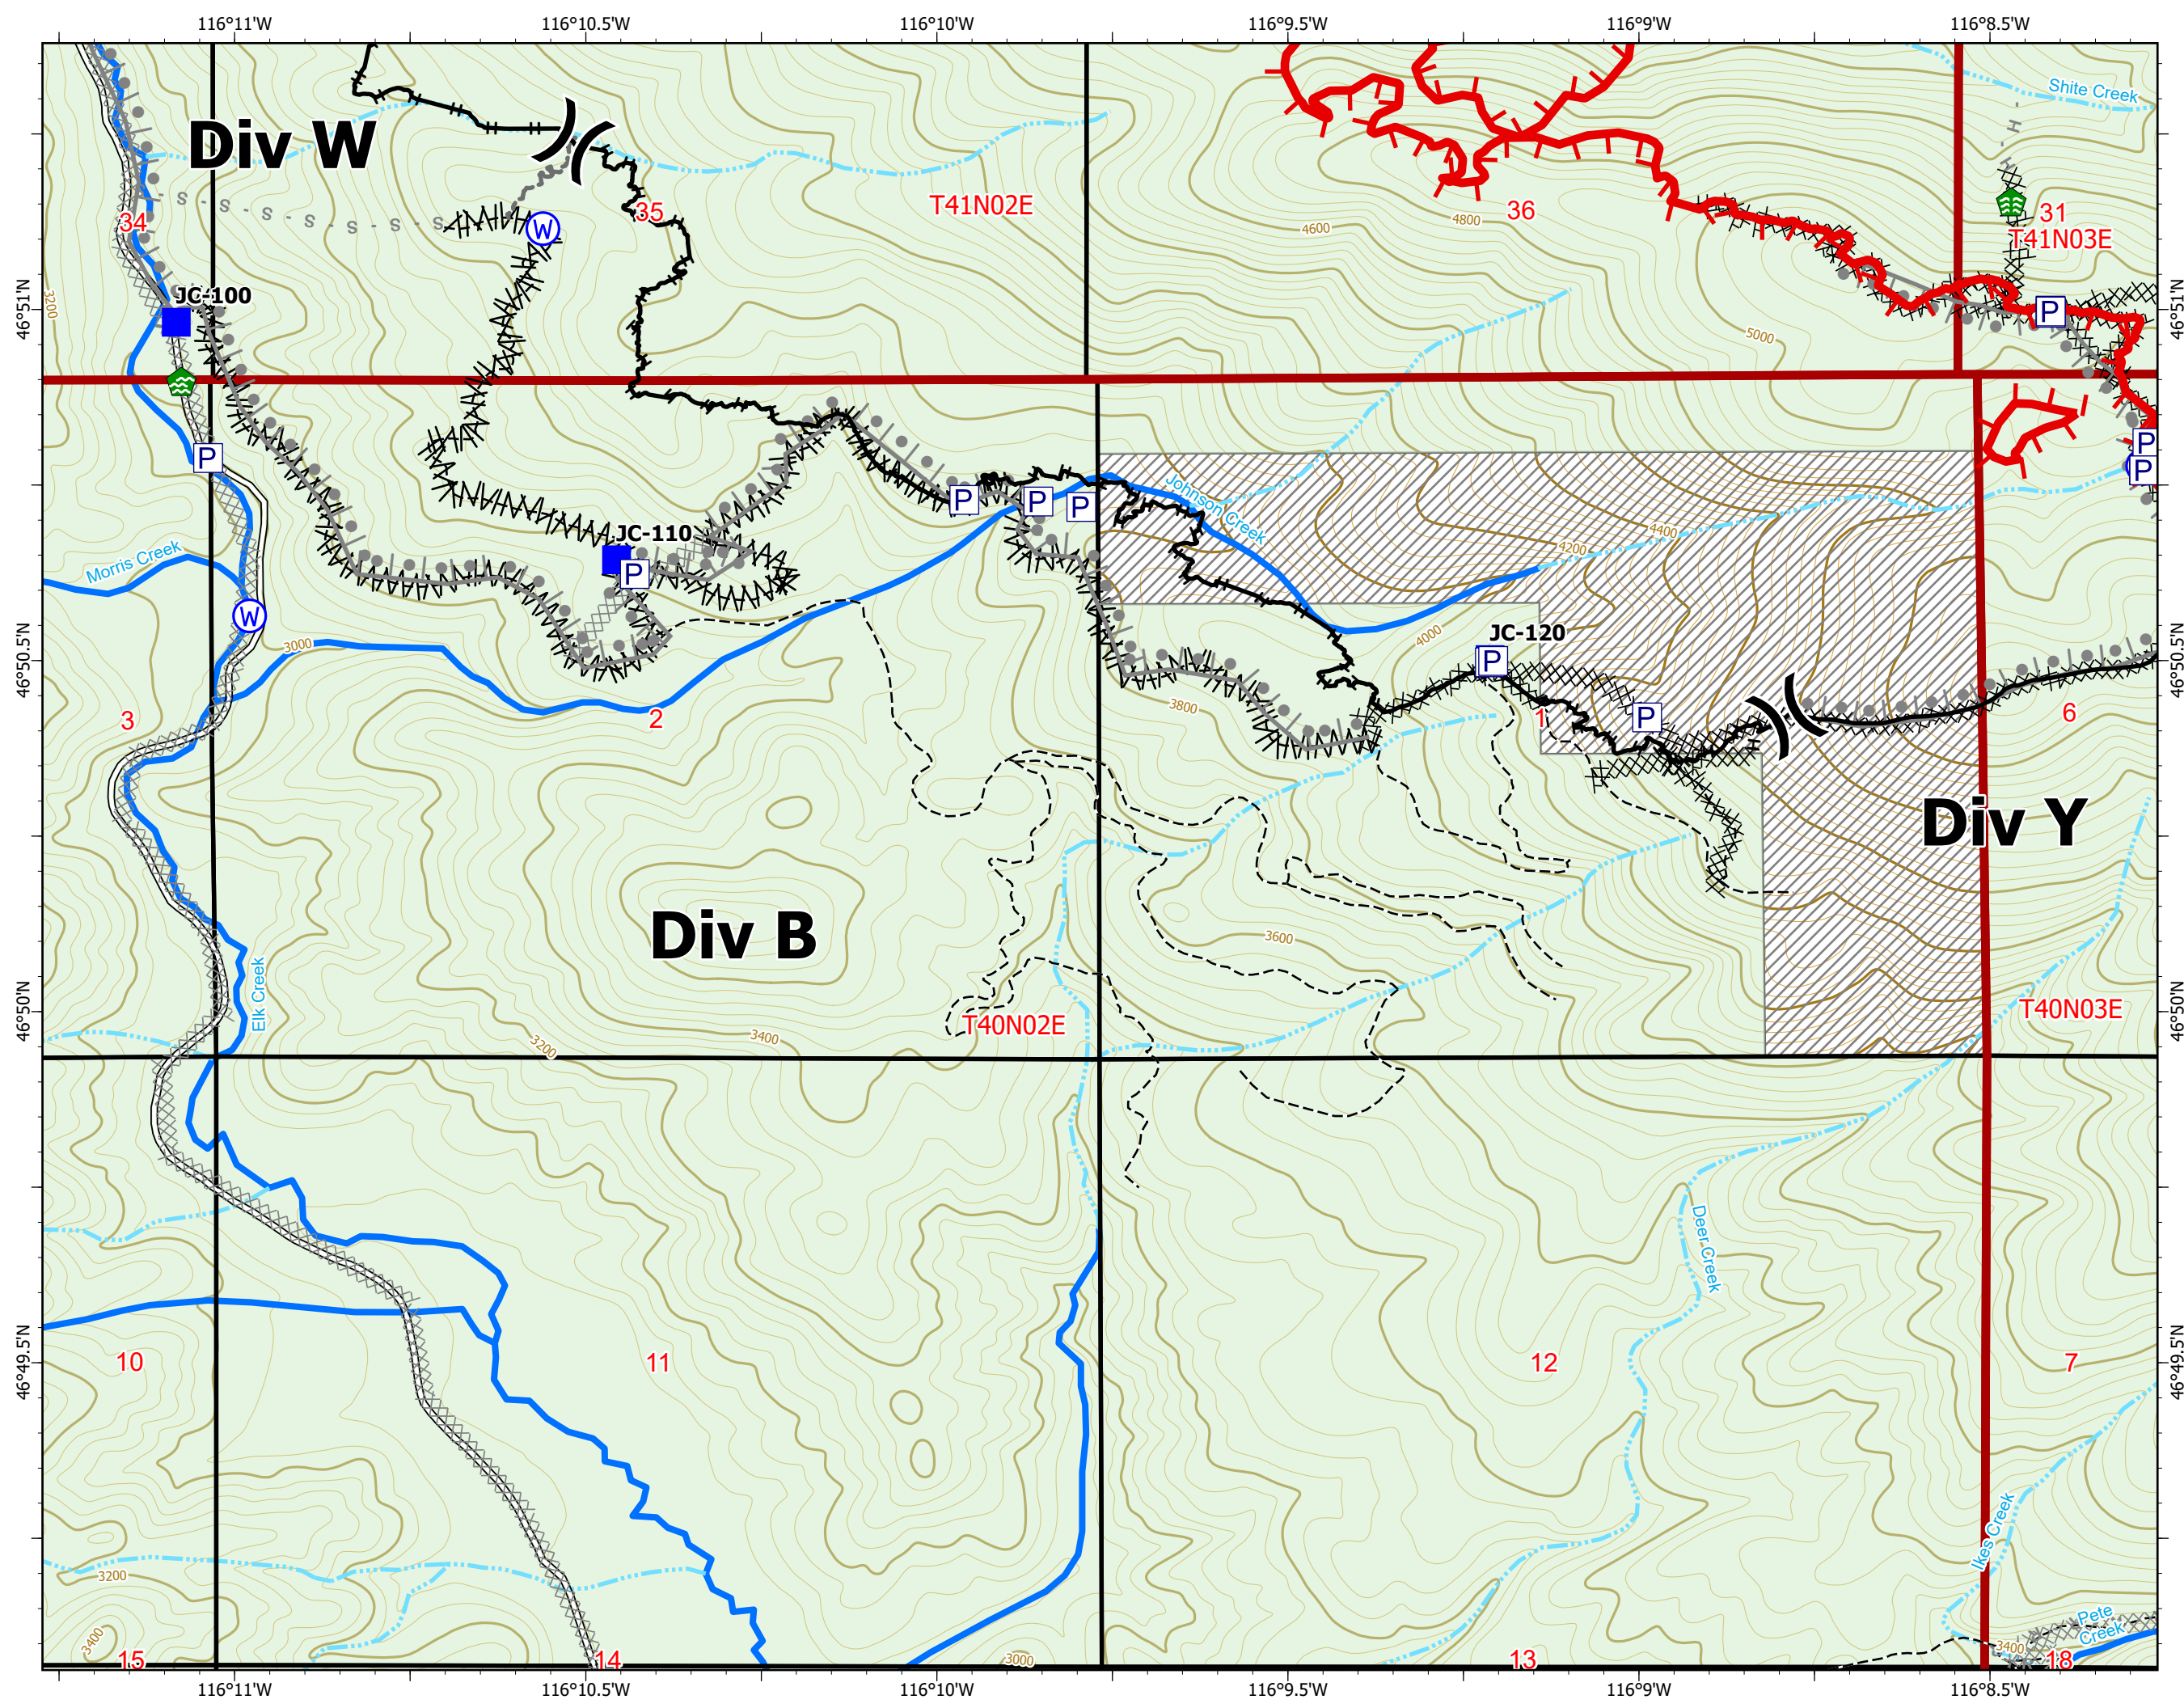 116°11'W 116°10.5'W 116°10'W 116°9.5'W 116°9'W 116°8.5'W
Shite Creek
H
Div W
S S S S S S S
34
W
35
T41N02E
36
4600
4800
31
T41N03E
3200
46°51'N
46°51'N
JC-100
P
5000
P
P
P
Johnson Creek
P
P
P
4400
4200
JC-110
P
Morris Creek
W
3000
46°50.5'N
46°50.5'N
4000
JC-120
P
3
2
3800
1
P
6
H
Div Y
Div B
3600
Elk Creek
46°50'N
46°50'N
T40N02E
T40N03E
3200
3400
Deer Creek
46°49.5'N
46°49.5'N
10
11
12
7
Ikes Creek
3200
3400
Pete
Creek
3400
15
14
3000
13
18
116°11'W 116°10.5'W 116°10'W 116°9.5'W 116°9'W 116°8.5'W